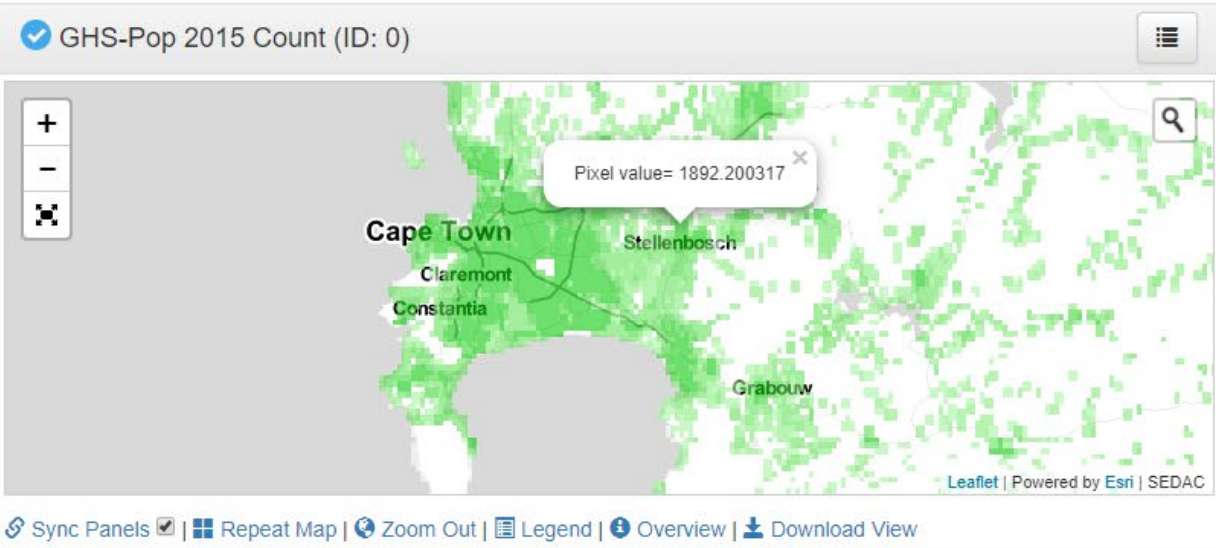 GHS-Pop 2015 Count (ID: 0)
+
−
Pixel value= 1892.200317
×
Cape Town
Stellenbosch
Claremont
Constantia
Grabouw
Leaflet | Powered by Esri | SEDAC
Sync Panels | Repeat Map | Zoom Out | Legend | Overview | Download View